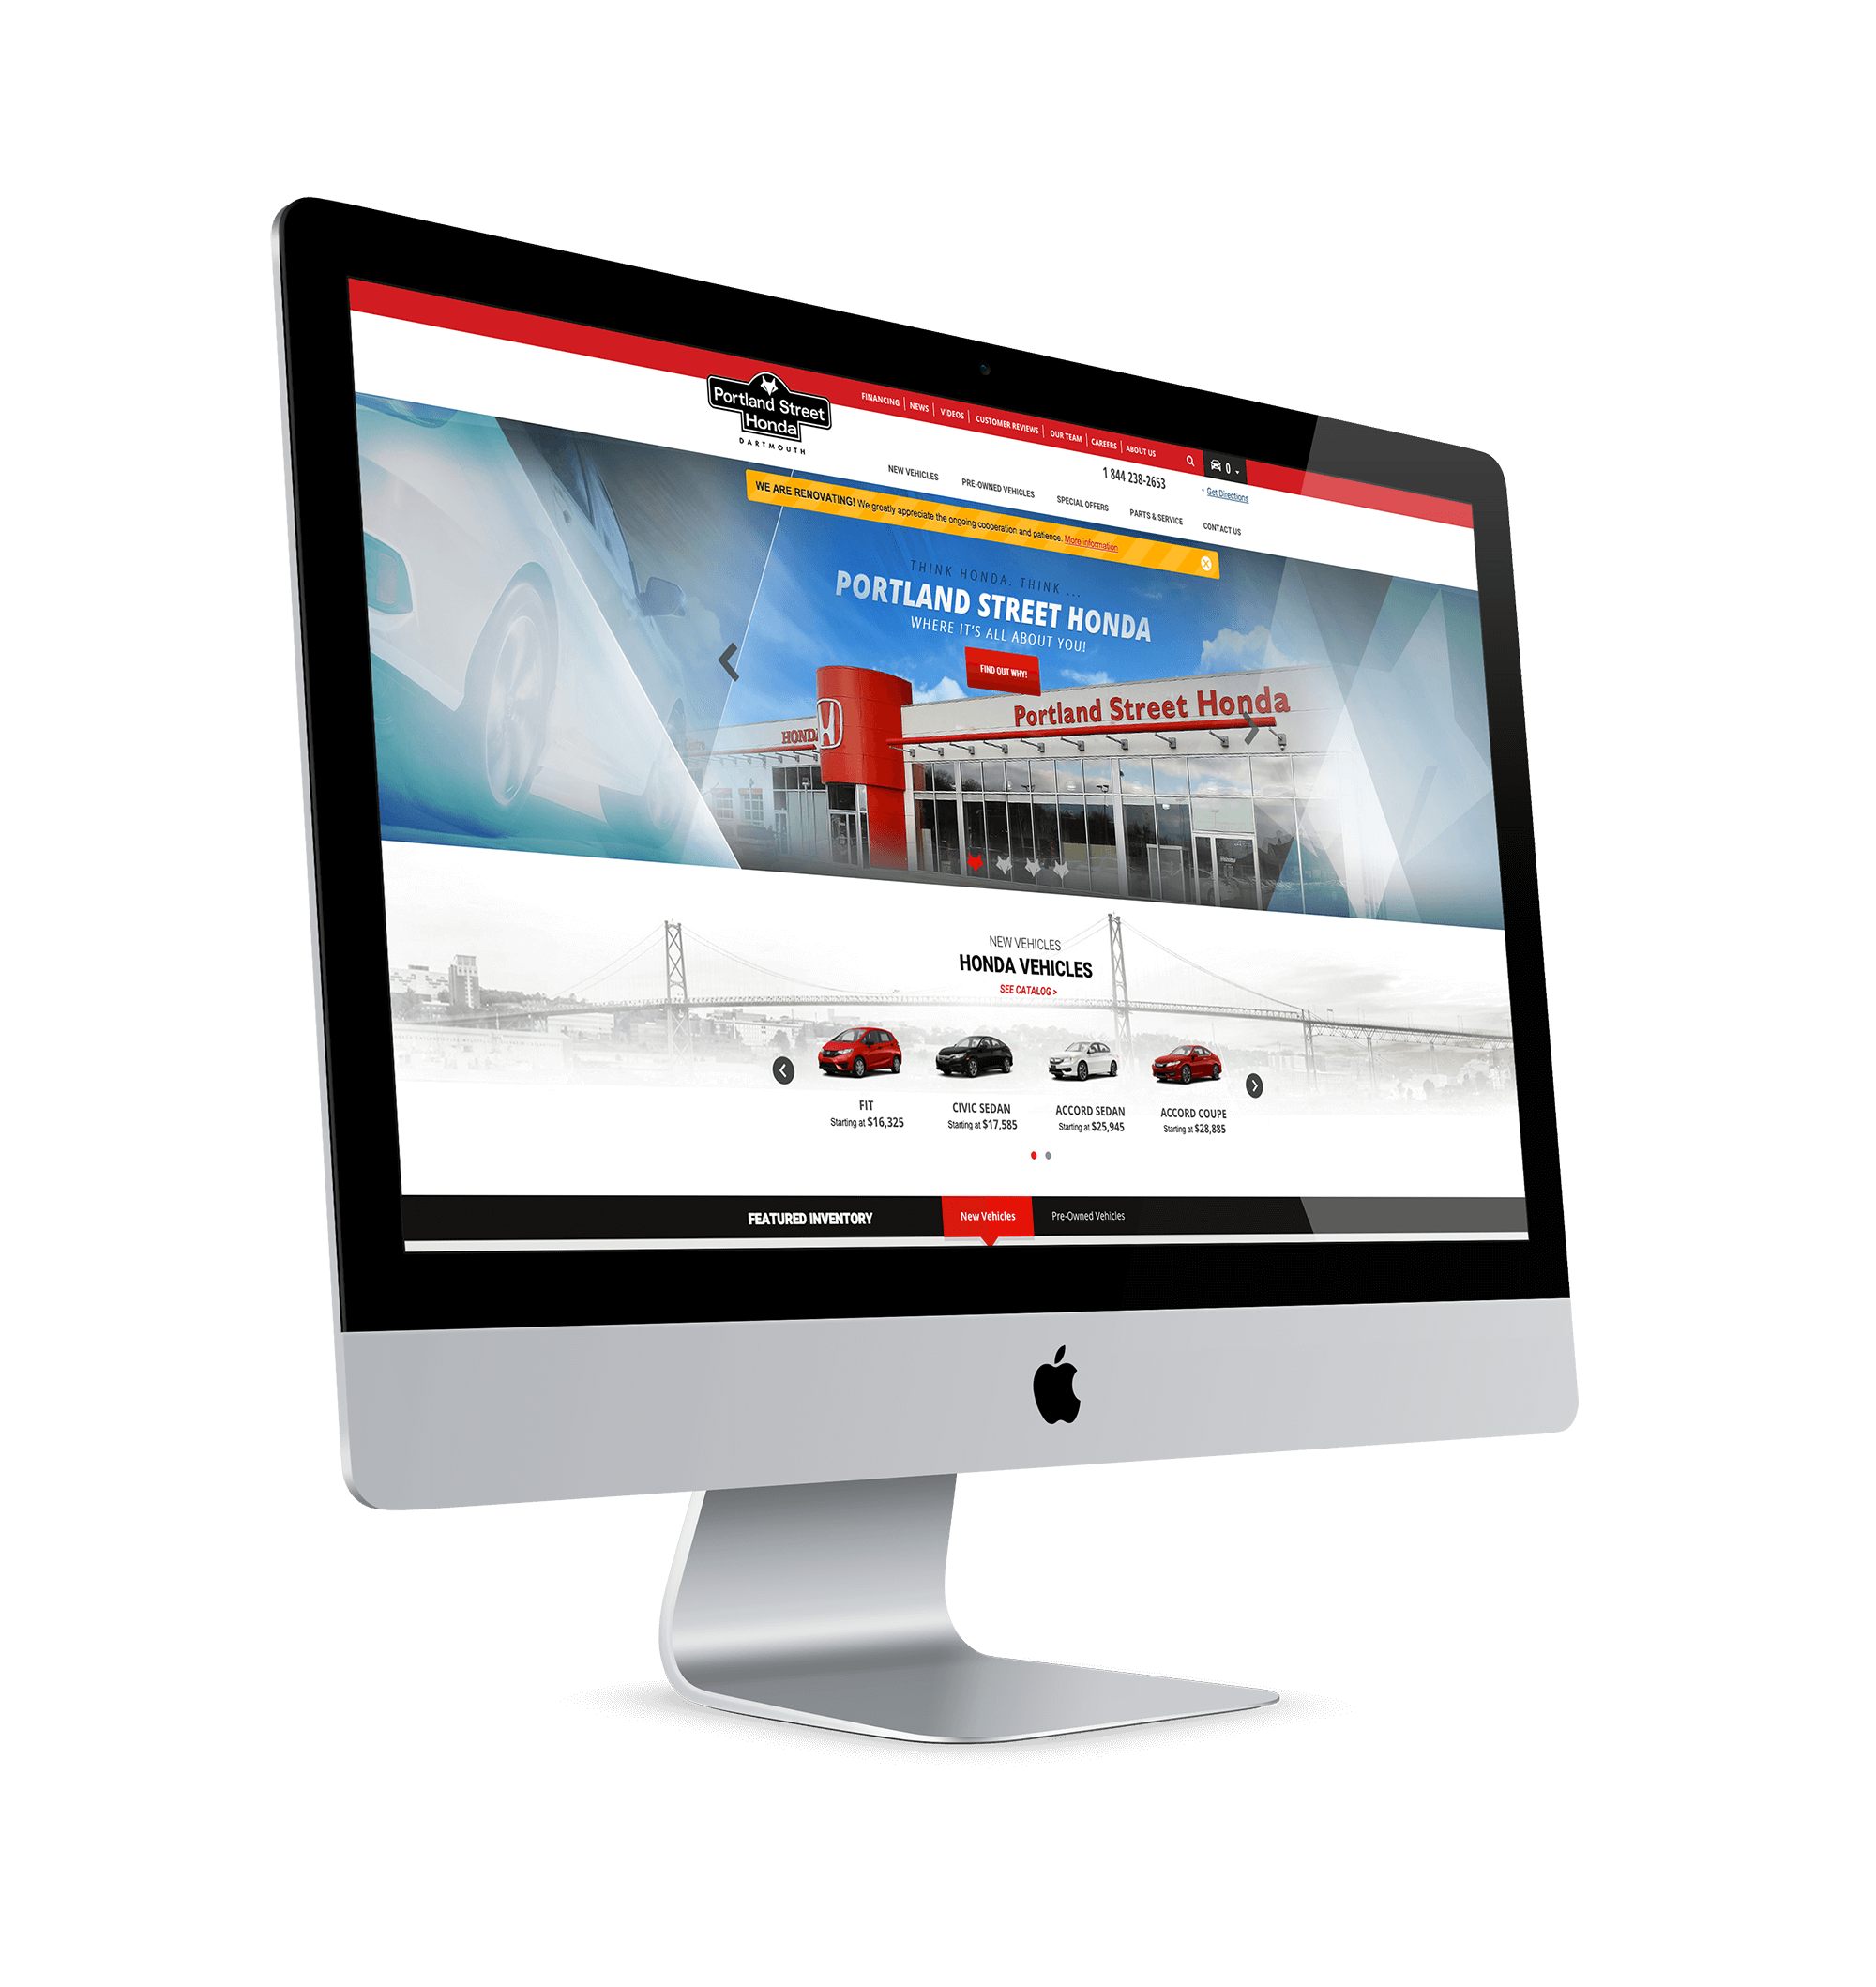 Portland Street
Honda
DARTMOUTH
FINANCING | NEWS | VIDEOS | CUSTOMER REVIEWS | OUR TEAM | CAREERS | ABOUT US
0
1 844 238-2653
Get Directions
NEW VEHICLES
PRE-OWNED VEHICLES
SPECIAL OFFERS
PARTS & SERVICE
CONTACT US
WE ARE RENOVATING! We greatly appreciate the ongoing cooperation and patience. More information
THINK HONDA. THINK ...
PORTLAND STREET HONDA
WHERE IT'S ALL ABOUT YOU!
FIND OUT WHY!
Portland Street Honda
HONDA
NEW VEHICLES
HONDA VEHICLES
SEE CATALOG >
FIT
Starting at $16,325
CIVIC SEDAN
Starting at $17,585
ACCORD SEDAN
Starting at $25,945
ACCORD COUPE
Starting at $28,885
FEATURED INVENTORY
New Vehicles
Pre-Owned Vehicles